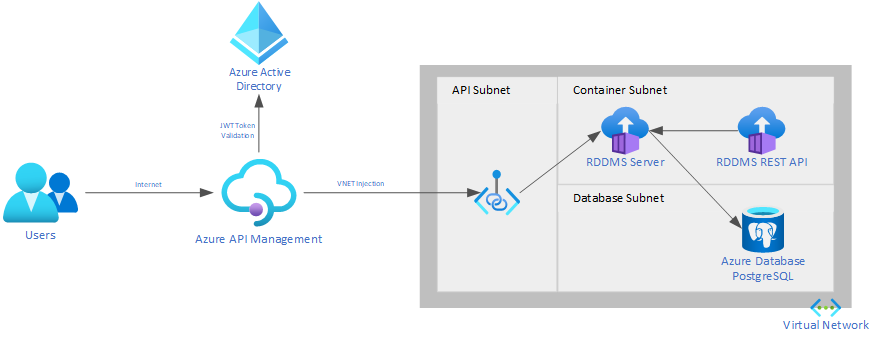 Azure Active
Directory
JWT Token
Validation
Users
Internet
Azure API Management
VNET Injection
API Subnet
Container Subnet
RDDMS Server
RDDMS REST API
Database Subnet
Azure Database
PostgreSQL
Virtual Network